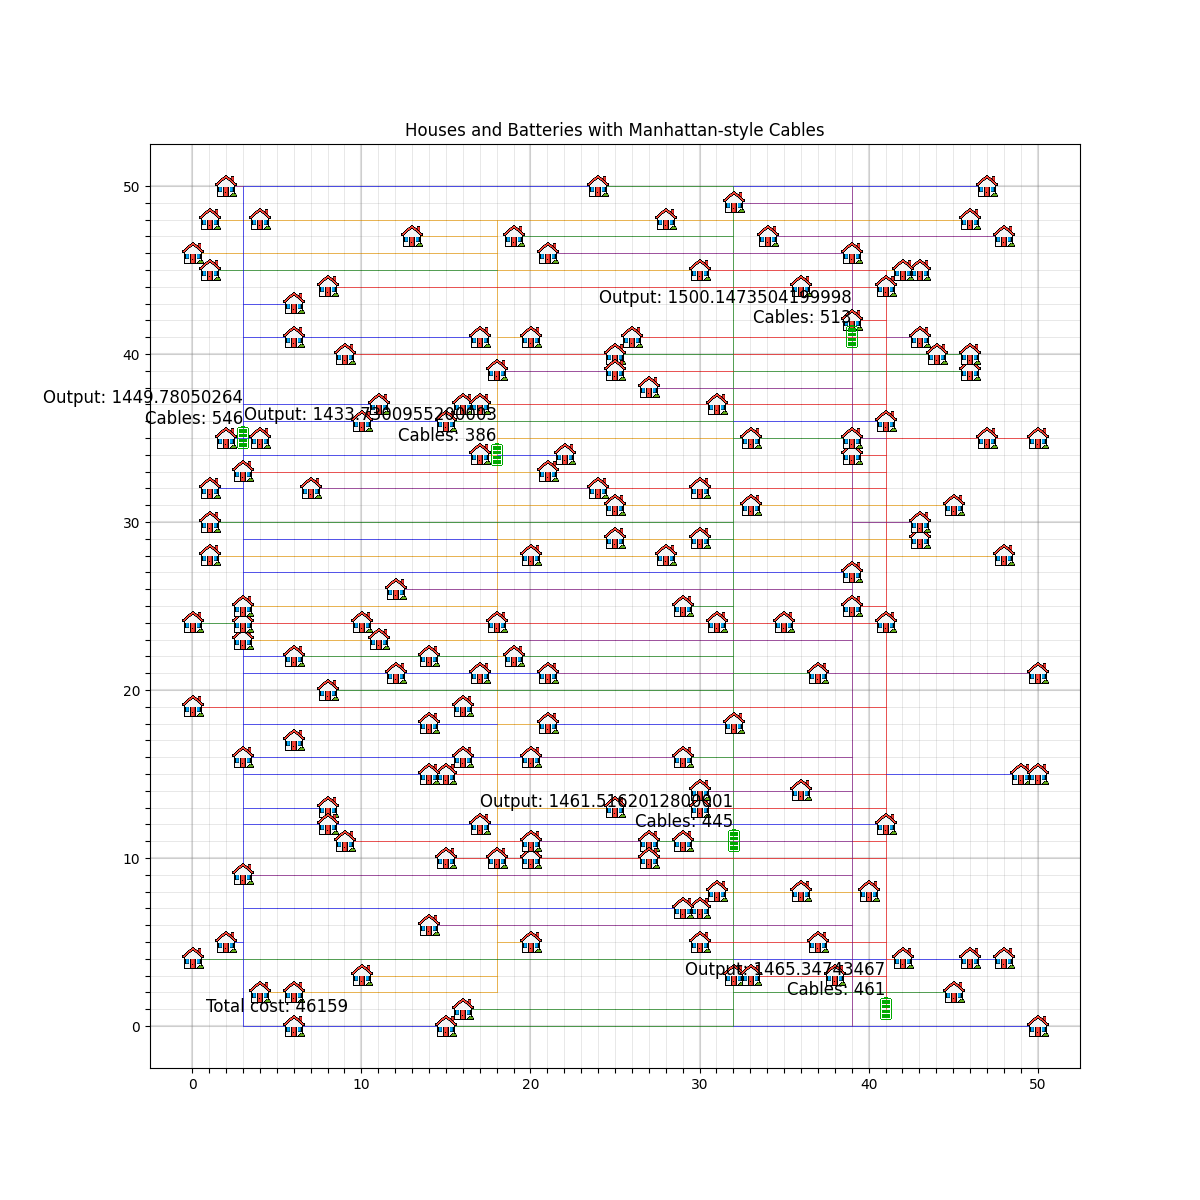 Houses and Batteries with Manhattan-style Cables
50
Output: 1500.1473504199998
Cables: 513
40
Output: 1449.78050264
Cables: 546
Output: 1433.7300955200003
Cables: 386
30
20
Output: 1461.5162012800001
Cables: 445
10
Output: 1465.34743467
Cables: 461
Total cost: 46159
0
0 10 20 30 40 50